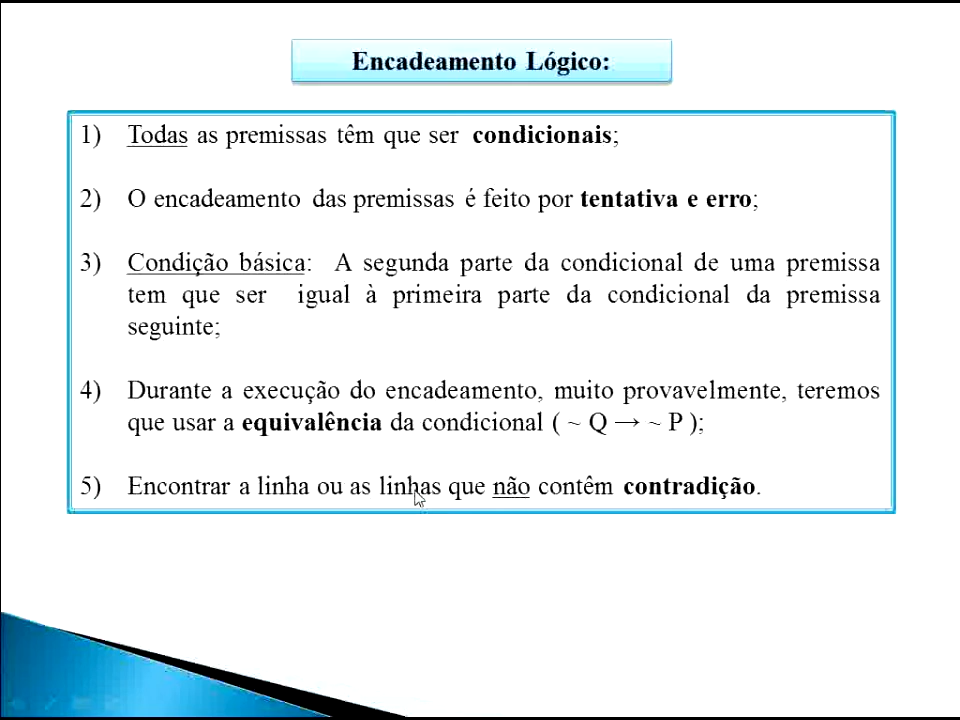 Encadeamento Lógico:
1) Todas as premissas têm que ser condicionais;
2) O encadeamento das premissas é feito por tentativa e erro;
3) Condição básica: A segunda parte da condicional de uma premissa
tem que ser igual à primeira parte da condicional da premissa
seguinte;
4) Durante a execução do encadeamento, muito provavelmente, teremos
que usar a equivalência da condicional ( ~ Q → ~ P );
5) Encontrar a linha ou as linhas que não contêm contradição.